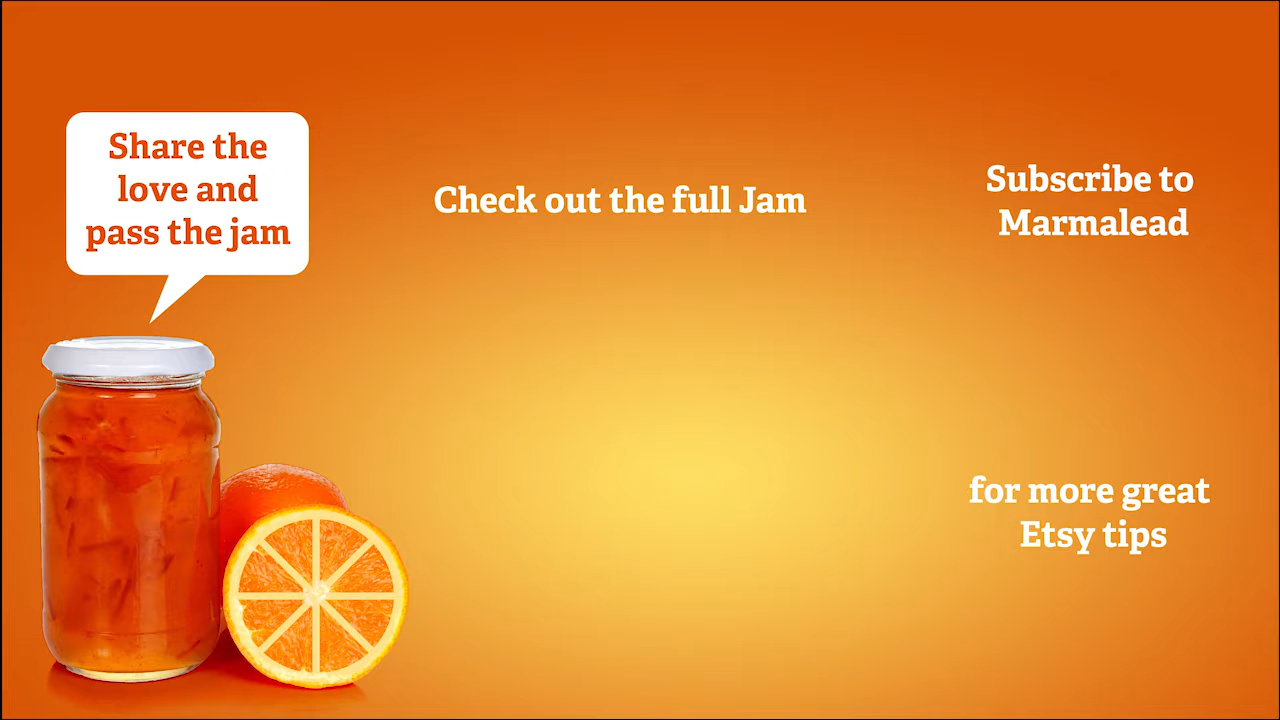 Share the
love and
pass the jam
Check out the full Jam
Subscribe to
Marmalead
for more great
Etsy tips